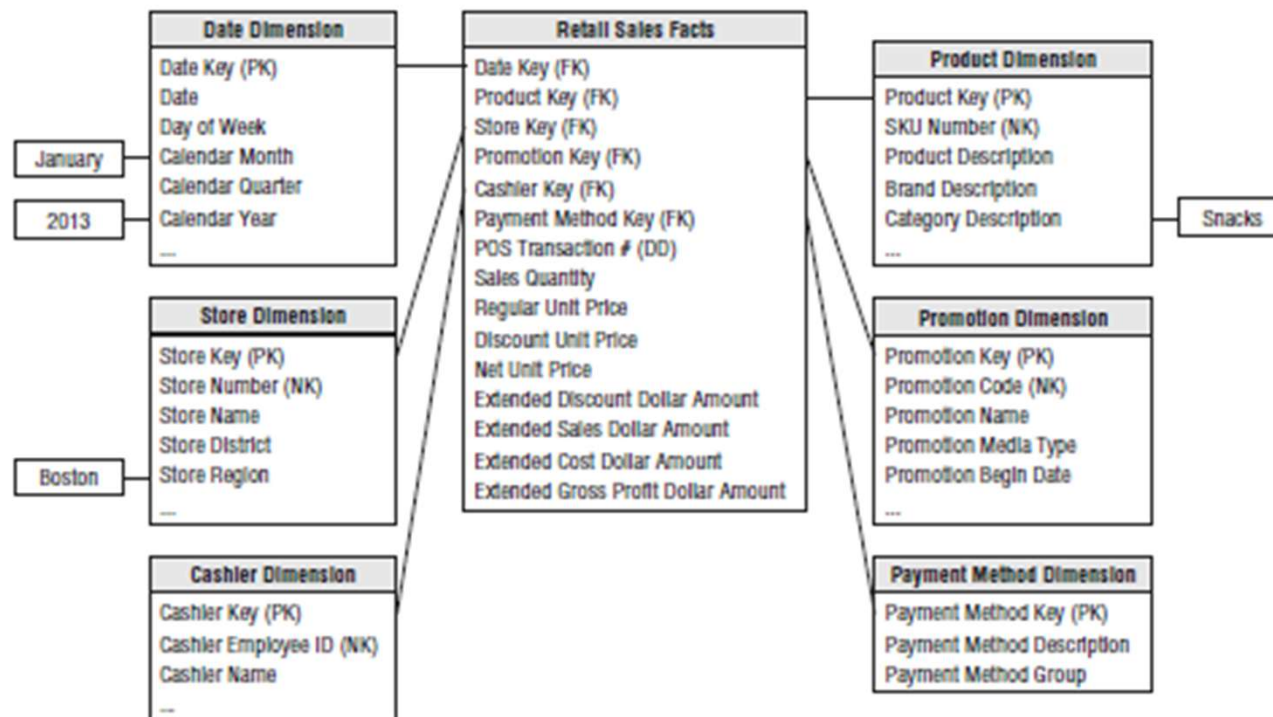 Date Dimension
Date Key (PK)
Date
Day of Week
Calendar Month
Calendar Quarter
Calendar Year
...
January
2013
Store Dimension
Store Key (PK)
Store Number (NK)
Store Name
Store District
Store Region
...
Boston
Cashier Dimension
Cashier Key (PK)
Cashier Employee ID (NK)
Cashier Name
...
Retail Sales Facts
Date Key (FK)
Product Key (FK)
Store Key (FK)
Promotion Key (FK)
Cashier Key (FK)
Payment Method Key (FK)
POS Transaction # (DD)
Sales Quantity
Regular Unit Price
Discount Unit Price
Net Unit Price
Extended Discount Dollar Amount
Extended Sales Dollar Amount
Extended Cost Dollar Amount
Extended Gross Profit Dollar Amount
Product Dimension
Product Key (PK)
SKU Number (NK)
Product Description
Brand Description
Category Description
...
Snacks
Promotion Dimension
Promotion Key (PK)
Promotion Code (NK)
Promotion Name
Promotion Media Type
Promotion Begin Date
...
Payment Method Dimension
Payment Method Key (PK)
Payment Method Description
Payment Method Group